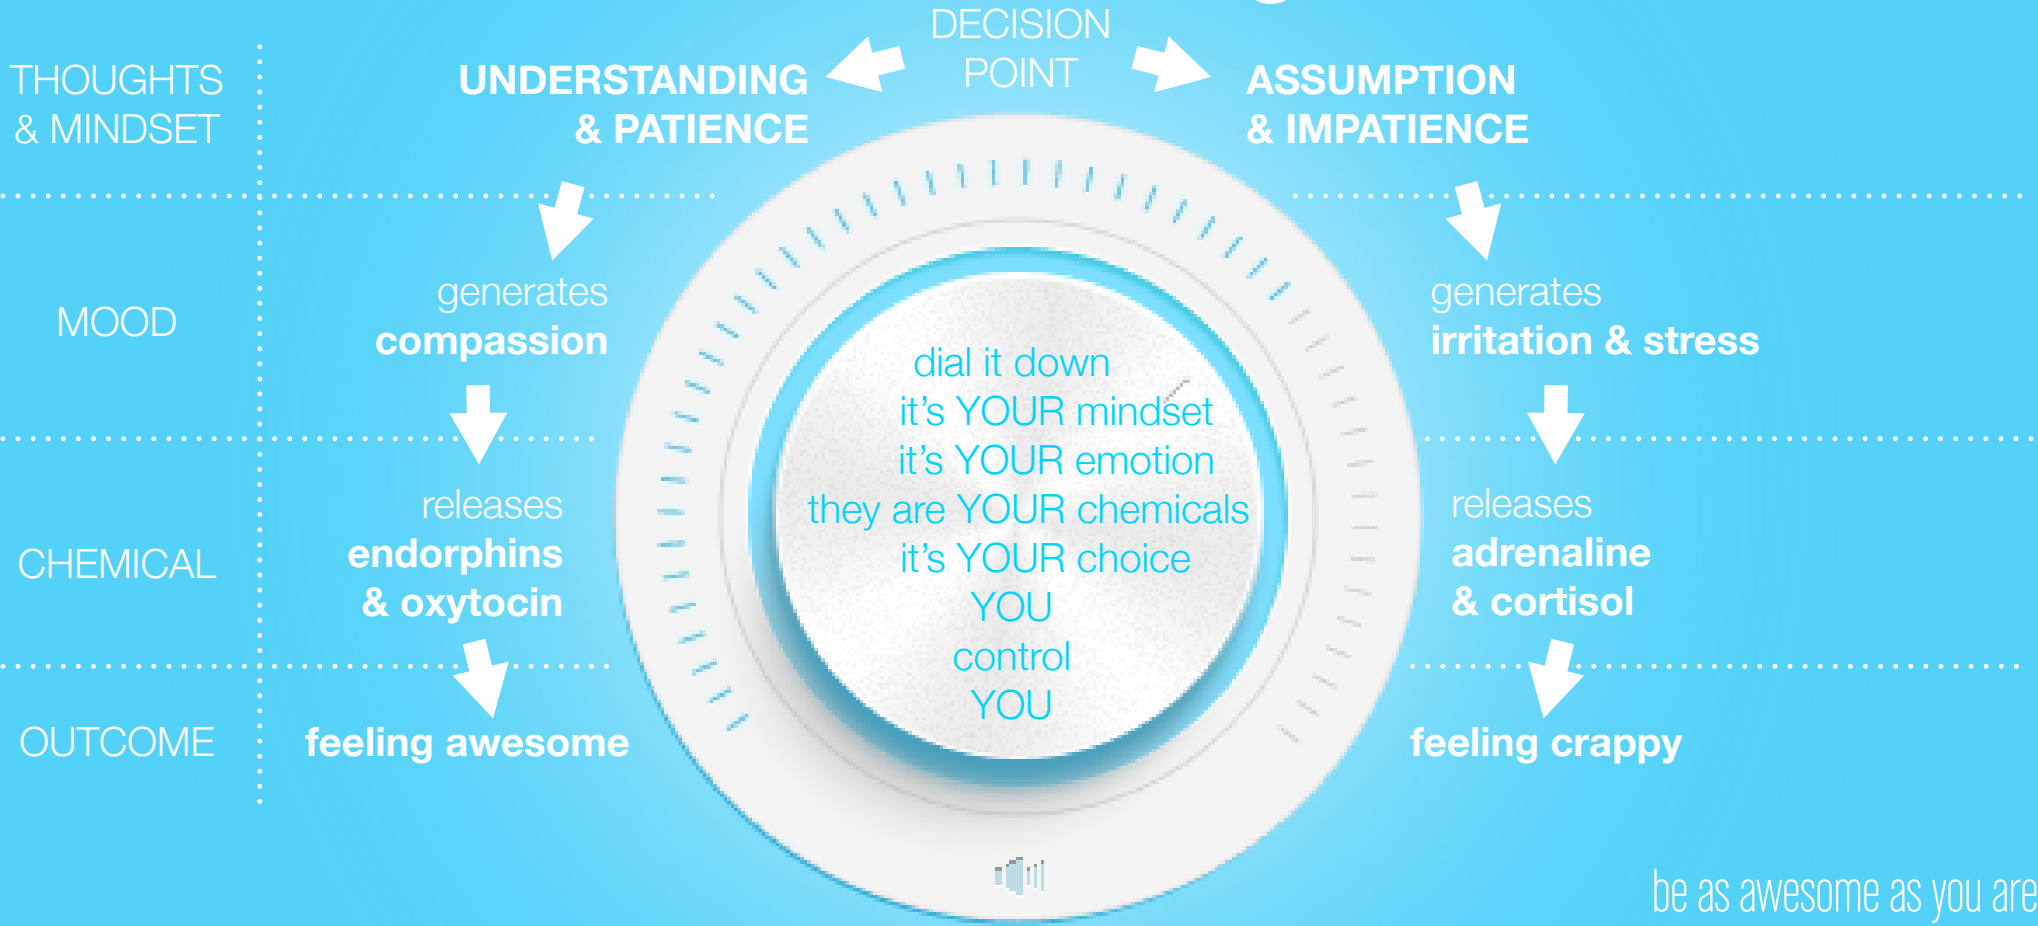 DECISION
POINT
THOUGHTS
& MINDSET
UNDERSTANDING
& PATIENCE
ASSUMPTION
& IMPATIENCE
MOOD
generates
compassion
generates
irritation & stress
dial it down
it's YOUR mindset
it's YOUR emotion
they are YOUR chemicals
it's YOUR choice
YOU
control
YOU
CHEMICAL
releases
endorphins
& oxytocin
releases
adrenaline
& cortisol
OUTCOME
feeling awesome
feeling crappy
be as awesome as you are